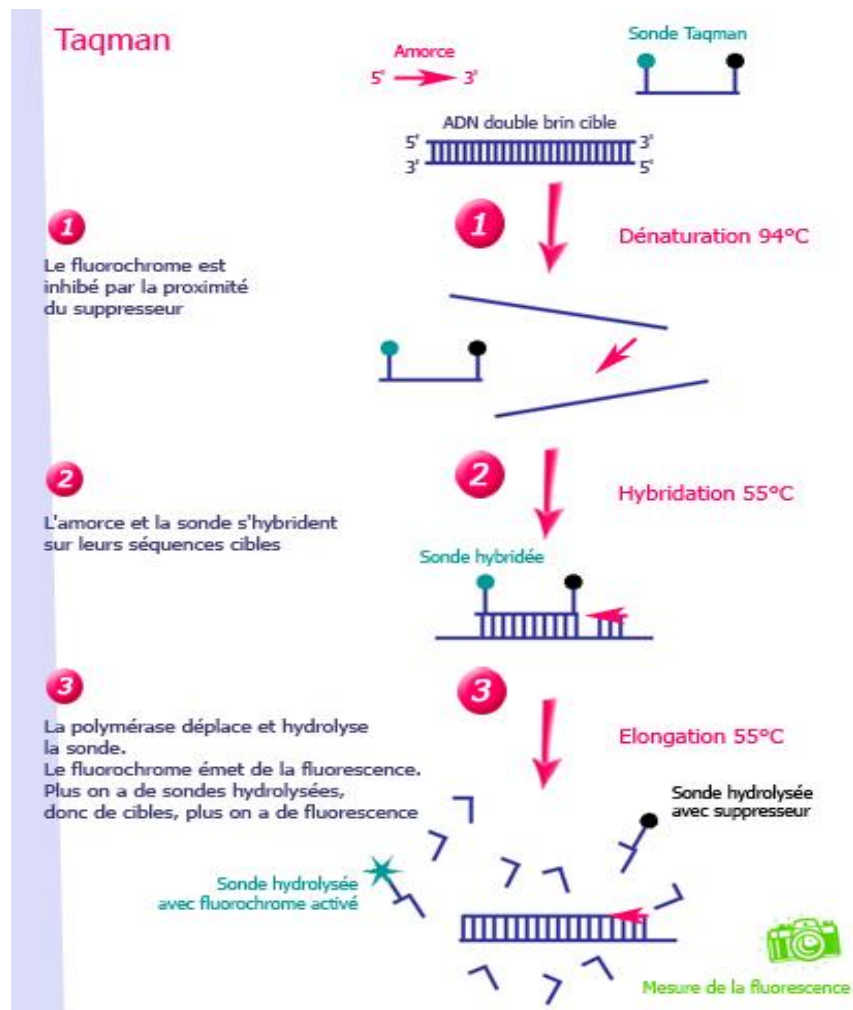 Taqman
Sonde Taqman
Amorce
5' 3'
ADN double brin cible
5' 3'
3' 5'
1
Le fluorochrome est
inhibé par la proximité
du suppresseur
1
Dénaturation 94°C
2
L'amorce et la sonde s'hybrident
sur leurs séquences cibles
2
Hybridation 55°C
Sonde hybridée
3
La polymérase déplace et hydrolyse
la sonde.
Le fluorochrome émet de la fluorescence.
Plus on a de sondes hydrolysées,
donc de cibles, plus on a de fluorescence
3
Elongation 55°C
Sonde hydrolysée
avec suppresseur
Sonde hydrolysée
avec fluorochrome activé
Mesure de la fluorescence